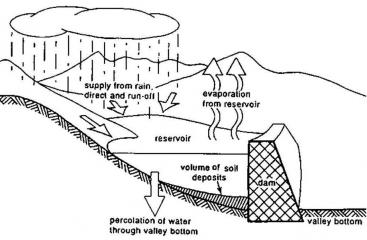 supply from rain,
direct and run-off
evaporation
from reservoir
reservoir
volume of soil
deposits
dam
percolation of water
through valley bottom
valley bottom